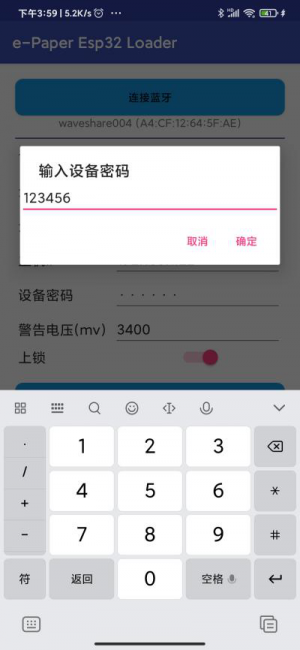 下午3:59 | 5.2K/s
41
e-Paper Esp32 Loader
连接蓝牙
waveshare004 (A4:CF:12:64:5F:AE)
输入设备密码
123456
取消 确定
设备密码 ······
警告电压(mv) 3400
上锁
· 1 2 3
/
+ 4 5 6 *
- 7 8 9 #
符 返回 0 空格